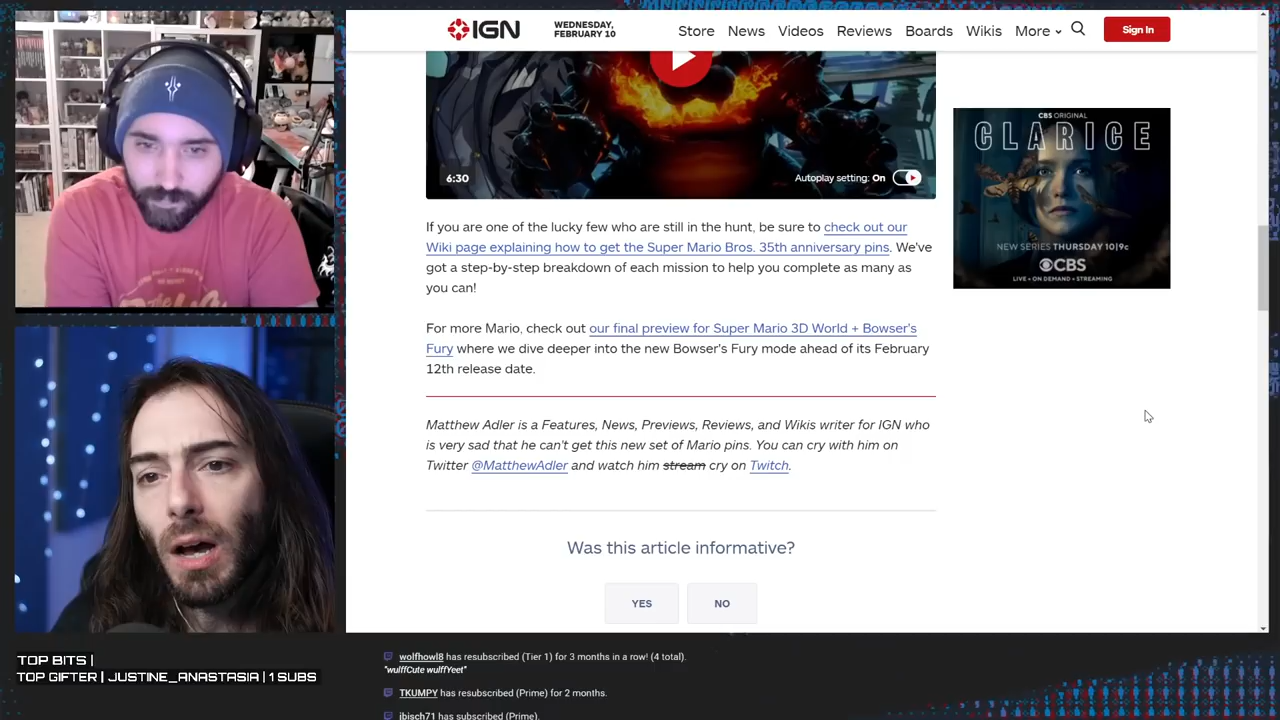 IGN
WEDNESDAY,
FEBRUARY 10
Store News Videos Reviews Boards Wikis More
Sign In
6:30
Autoplay setting: On
CBS ORIGINAL
CLARICE
NEW SERIES THURSDAY 10|9c
CBS
LIVE • ON DEMAND • STREAMING
If you are one of the lucky few who are still in the hunt, be sure to check out our
Wiki page explaining how to get the Super Mario Bros. 35th anniversary pins. We've
got a step-by-step breakdown of each mission to help you complete as many as
you can!
For more Mario, check out our final preview for Super Mario 3D World + Bowser's
Fury where we dive deeper into the new Bowser's Fury mode ahead of its February
12th release date.
Matthew Adler is a Features, News, Previews, Reviews, and Wikis writer for IGN who
is very sad that he can't get this new set of Mario pins. You can cry with him on
Twitter @MatthewAdler and watch him stream cry on Twitch.
Was this article informative?
YES
NO
TOP BITS |
TOP GIFTER | JUSTINE_ANASTASIA | 1 SUBS
wolfhowl8 has resubscribed (Tier 1) for 3 months in a row! (4 total).
"wulffCute wulffYeet"
TKUMPY has resubscribed (Prime) for 2 months.
jbisch71 has subscribed (Prime).